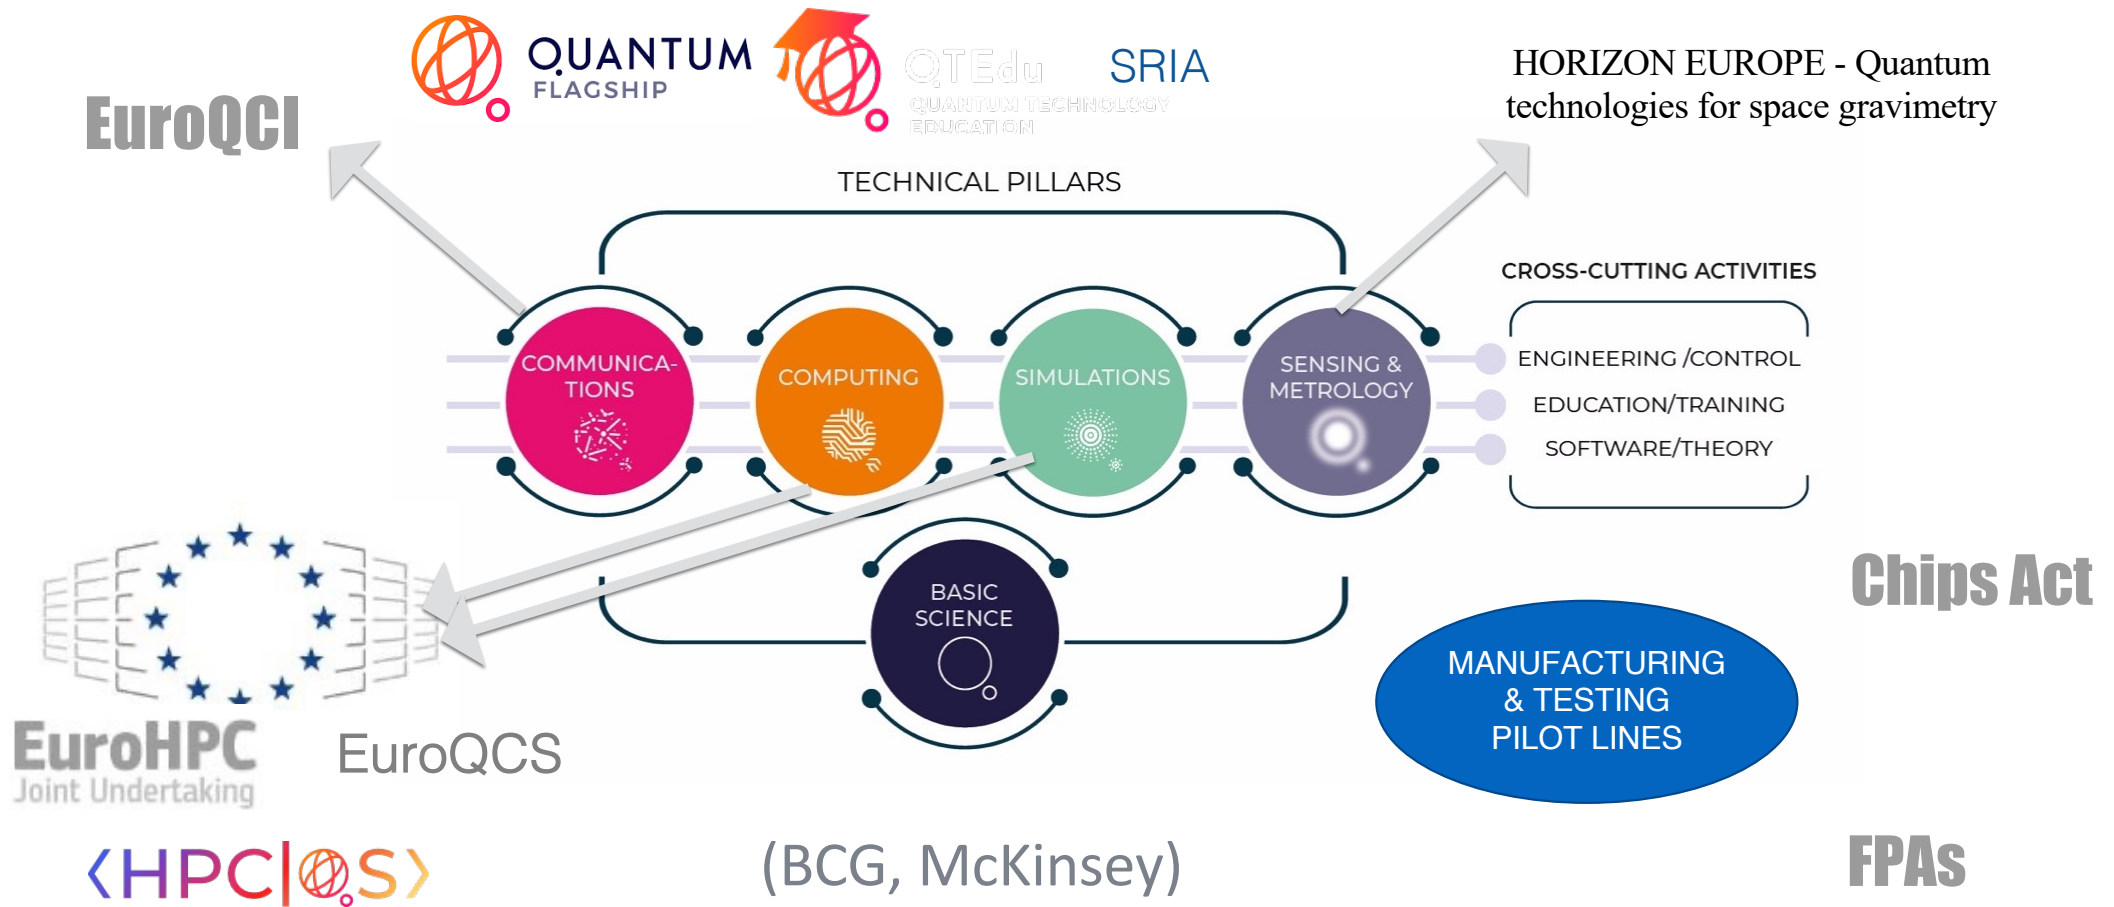 QUANTUM
FLAGSHIP
QTEdu
QUANTUM TECHNOLOGY
EDUCATION
SRIA
HORIZON EUROPE - Quantum
technologies for space gravimetry
EuroQCI
TECHNICAL PILLARS
CROSS-CUTTING ACTIVITIES
COMMUNICA-
TIONS
COMPUTING
SIMULATIONS
SENSING &
METROLOGY
ENGINEERING /CONTROL
EDUCATION/TRAINING
SOFTWARE/THEORY
BASIC
SCIENCE
Chips Act
MANUFACTURING
& TESTING
PILOT LINES
EuroHPC
Joint Undertaking
EuroQCS
<HPC|QS>
(BCG, McKinsey)
FPAs